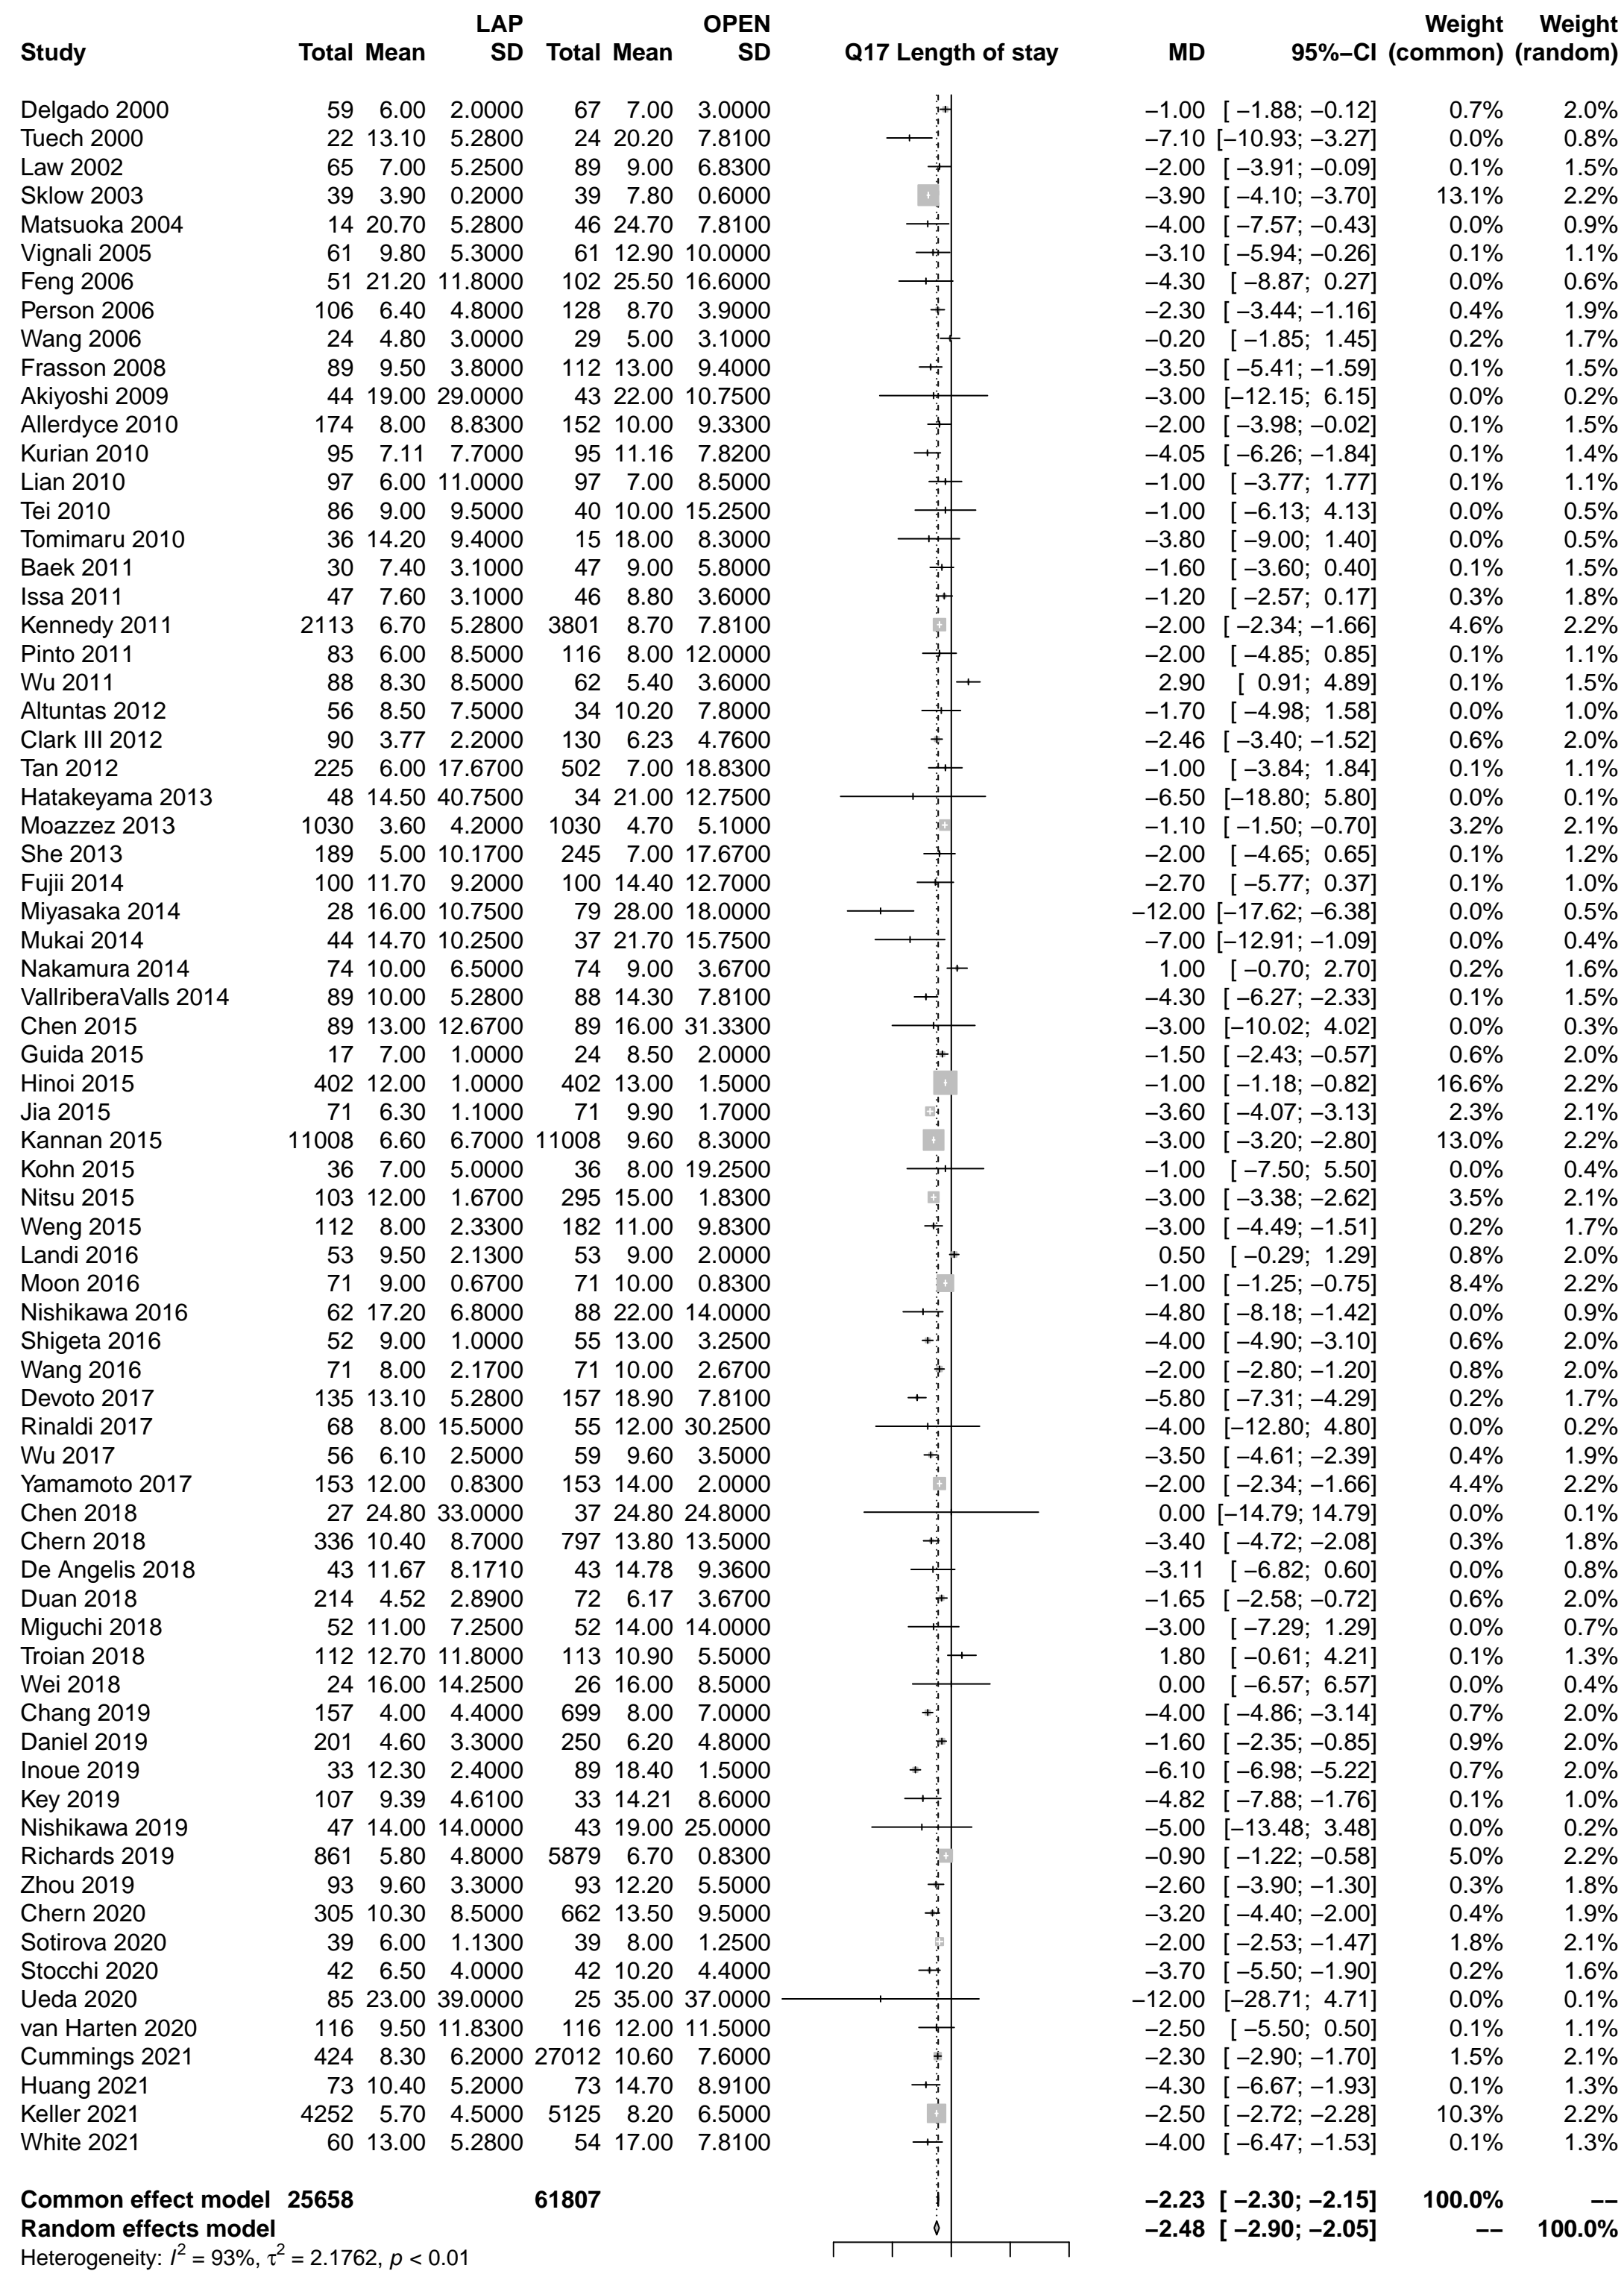 LAP OPEN Weight Weight
Study Total Mean SD Total Mean SD Q17 Length of stay MD 95%−CI (common) (random)
Delgado 2000 59 6.00 2.0000 67 7.00 3.0000 −1.00 [ −1.88; −0.12] 0.7% 2.0%
Tuech 2000 22 13.10 5.2800 24 20.20 7.8100 −7.10 [−10.93; −3.27] 0.0% 0.8%
Law 2002 65 7.00 5.2500 89 9.00 6.8300 −2.00 [ −3.91; −0.09] 0.1% 1.5%
Sklow 2003 39 3.90 0.2000 39 7.80 0.6000 −3.90 [ −4.10; −3.70] 13.1% 2.2%
Matsuoka 2004 14 20.70 5.2800 46 24.70 7.8100 −4.00 [ −7.57; −0.43] 0.0% 0.9%
Vignali 2005 61 9.80 5.3000 61 12.90 10.0000 −3.10 [ −5.94; −0.26] 0.1% 1.1%
Feng 2006 51 21.20 11.8000 102 25.50 16.6000 −4.30 [ −8.87; 0.27] 0.0% 0.6%
Person 2006 106 6.40 4.8000 128 8.70 3.9000 −2.30 [ −3.44; −1.16] 0.4% 1.9%
Wang 2006 24 4.80 3.0000 29 5.00 3.1000 −0.20 [ −1.85; 1.45] 0.2% 1.7%
Frasson 2008 89 9.50 3.8000 112 13.00 9.4000 −3.50 [ −5.41; −1.59] 0.1% 1.5%
Akiyoshi 2009 44 19.00 29.0000 43 22.00 10.7500 −3.00 [−12.15; 6.15] 0.0% 0.2%
Allerdyce 2010 174 8.00 8.8300 152 10.00 9.3300 −2.00 [ −3.98; −0.02] 0.1% 1.5%
Kurian 2010 95 7.11 7.7000 95 11.16 7.8200 −4.05 [ −6.26; −1.84] 0.1% 1.4%
Lian 2010 97 6.00 11.0000 97 7.00 8.5000 −1.00 [ −3.77; 1.77] 0.1% 1.1%
Tei 2010 86 9.00 9.5000 40 10.00 15.2500 −1.00 [ −6.13; 4.13] 0.0% 0.5%
Tomimaru 2010 36 14.20 9.4000 15 18.00 8.3000 −3.80 [ −9.00; 1.40] 0.0% 0.5%
Baek 2011 30 7.40 3.1000 47 9.00 5.8000 −1.60 [ −3.60; 0.40] 0.1% 1.5%
Issa 2011 47 7.60 3.1000 46 8.80 3.6000 −1.20 [ −2.57; 0.17] 0.3% 1.8%
Kennedy 2011 2113 6.70 5.2800 3801 8.70 7.8100 −2.00 [ −2.34; −1.66] 4.6% 2.2%
Pinto 2011 83 6.00 8.5000 116 8.00 12.0000 −2.00 [ −4.85; 0.85] 0.1% 1.1%
Wu 2011 88 8.30 8.5000 62 5.40 3.6000 2.90 [ 0.91; 4.89] 0.1% 1.5%
Altuntas 2012 56 8.50 7.5000 34 10.20 7.8000 −1.70 [ −4.98; 1.58] 0.0% 1.0%
Clark III 2012 90 3.77 2.2000 130 6.23 4.7600 −2.46 [ −3.40; −1.52] 0.6% 2.0%
Tan 2012 225 6.00 17.6700 502 7.00 18.8300 −1.00 [ −3.84; 1.84] 0.1% 1.1%
Hatakeyama 2013 48 14.50 40.7500 34 21.00 12.7500 −6.50 [−18.80; 5.80] 0.0% 0.1%
Moazzez 2013 1030 3.60 4.2000 1030 4.70 5.1000 −1.10 [ −1.50; −0.70] 3.2% 2.1%
She 2013 189 5.00 10.1700 245 7.00 17.6700 −2.00 [ −4.65; 0.65] 0.1% 1.2%
Fujii 2014 100 11.70 9.2000 100 14.40 12.7000 −2.70 [ −5.77; 0.37] 0.1% 1.0%
Miyasaka 2014 28 16.00 10.7500 79 28.00 18.0000 −12.00 [−17.62; −6.38] 0.0% 0.5%
Mukai 2014 44 14.70 10.2500 37 21.70 15.7500 −7.00 [−12.91; −1.09] 0.0% 0.4%
Nakamura 2014 74 10.00 6.5000 74 9.00 3.6700 1.00 [ −0.70; 2.70] 0.2% 1.6%
VallriberaValls 2014 89 10.00 5.2800 88 14.30 7.8100 −4.30 [ −6.27; −2.33] 0.1% 1.5%
Chen 2015 89 13.00 12.6700 89 16.00 31.3300 −3.00 [−10.02; 4.02] 0.0% 0.3%
Guida 2015 17 7.00 1.0000 24 8.50 2.0000 −1.50 [ −2.43; −0.57] 0.6% 2.0%
Hinoi 2015 402 12.00 1.0000 402 13.00 1.5000 −1.00 [ −1.18; −0.82] 16.6% 2.2%
Jia 2015 71 6.30 1.1000 71 9.90 1.7000 −3.60 [ −4.07; −3.13] 2.3% 2.1%
Kannan 2015 11008 6.60 6.7000 11008 9.60 8.3000 −3.00 [ −3.20; −2.80] 13.0% 2.2%
Kohn 2015 36 7.00 5.0000 36 8.00 19.2500 −1.00 [ −7.50; 5.50] 0.0% 0.4%
Nitsu 2015 103 12.00 1.6700 295 15.00 1.8300 −3.00 [ −3.38; −2.62] 3.5% 2.1%
Weng 2015 112 8.00 2.3300 182 11.00 9.8300 −3.00 [ −4.49; −1.51] 0.2% 1.7%
Landi 2016 53 9.50 2.1300 53 9.00 2.0000 0.50 [ −0.29; 1.29] 0.8% 2.0%
Moon 2016 71 9.00 0.6700 71 10.00 0.8300 −1.00 [ −1.25; −0.75] 8.4% 2.2%
Nishikawa 2016 62 17.20 6.8000 88 22.00 14.0000 −4.80 [ −8.18; −1.42] 0.0% 0.9%
Shigeta 2016 52 9.00 1.0000 55 13.00 3.2500 −4.00 [ −4.90; −3.10] 0.6% 2.0%
Wang 2016 71 8.00 2.1700 71 10.00 2.6700 −2.00 [ −2.80; −1.20] 0.8% 2.0%
Devoto 2017 135 13.10 5.2800 157 18.90 7.8100 −5.80 [ −7.31; −4.29] 0.2% 1.7%
Rinaldi 2017 68 8.00 15.5000 55 12.00 30.2500 −4.00 [−12.80; 4.80] 0.0% 0.2%
Wu 2017 56 6.10 2.5000 59 9.60 3.5000 −3.50 [ −4.61; −2.39] 0.4% 1.9%
Yamamoto 2017 153 12.00 0.8300 153 14.00 2.0000 −2.00 [ −2.34; −1.66] 4.4% 2.2%
Chen 2018 27 24.80 33.0000 37 24.80 24.8000 0.00 [−14.79; 14.79] 0.0% 0.1%
Chern 2018 336 10.40 8.7000 797 13.80 13.5000 −3.40 [ −4.72; −2.08] 0.3% 1.8%
De Angelis 2018 43 11.67 8.1710 43 14.78 9.3600 −3.11 [ −6.82; 0.60] 0.0% 0.8%
Duan 2018 214 4.52 2.8900 72 6.17 3.6700 −1.65 [ −2.58; −0.72] 0.6% 2.0%
Miguchi 2018 52 11.00 7.2500 52 14.00 14.0000 −3.00 [ −7.29; 1.29] 0.0% 0.7%
Troian 2018 112 12.70 11.8000 113 10.90 5.5000 1.80 [ −0.61; 4.21] 0.1% 1.3%
Wei 2018 24 16.00 14.2500 26 16.00 8.5000 0.00 [ −6.57; 6.57] 0.0% 0.4%
Chang 2019 157 4.00 4.4000 699 8.00 7.0000 −4.00 [ −4.86; −3.14] 0.7% 2.0%
Daniel 2019 201 4.60 3.3000 250 6.20 4.8000 −1.60 [ −2.35; −0.85] 0.9% 2.0%
Inoue 2019 33 12.30 2.4000 89 18.40 1.5000 −6.10 [ −6.98; −5.22] 0.7% 2.0%
Key 2019 107 9.39 4.6100 33 14.21 8.6000 −4.82 [ −7.88; −1.76] 0.1% 1.0%
Nishikawa 2019 47 14.00 14.0000 43 19.00 25.0000 −5.00 [−13.48; 3.48] 0.0% 0.2%
Richards 2019 861 5.80 4.8000 5879 6.70 0.8300 −0.90 [ −1.22; −0.58] 5.0% 2.2%
Zhou 2019 93 9.60 3.3000 93 12.20 5.5000 −2.60 [ −3.90; −1.30] 0.3% 1.8%
Chern 2020 305 10.30 8.5000 662 13.50 9.5000 −3.20 [ −4.40; −2.00] 0.4% 1.9%
Sotirova 2020 39 6.00 1.1300 39 8.00 1.2500 −2.00 [ −2.53; −1.47] 1.8% 2.1%
Stocchi 2020 42 6.50 4.0000 42 10.20 4.4000 −3.70 [ −5.50; −1.90] 0.2% 1.6%
Ueda 2020 85 23.00 39.0000 25 35.00 37.0000 −12.00 [−28.71; 4.71] 0.0% 0.1%
van Harten 2020 116 9.50 11.8300 116 12.00 11.5000 −2.50 [ −5.50; 0.50] 0.1% 1.1%
Cummings 2021 424 8.30 6.2000 27012 10.60 7.6000 −2.30 [ −2.90; −1.70] 1.5% 2.1%
Huang 2021 73 10.40 5.2000 73 14.70 8.9100 −4.30 [ −6.67; −1.93] 0.1% 1.3%
Keller 2021 4252 5.70 4.5000 5125 8.20 6.5000 −2.50 [ −2.72; −2.28] 10.3% 2.2%
White 2021 60 13.00 5.2800 54 17.00 7.8100 −4.00 [ −6.47; −1.53] 0.1% 1.3%
Common effect model 25658 61807 −2.23 [ −2.30; −2.15] 100.0% −−
Random effects model −2.48 [ −2.90; −2.05] −− 100.0%
Heterogeneity: I² = 93%, τ² = 2.1762, p < 0.01